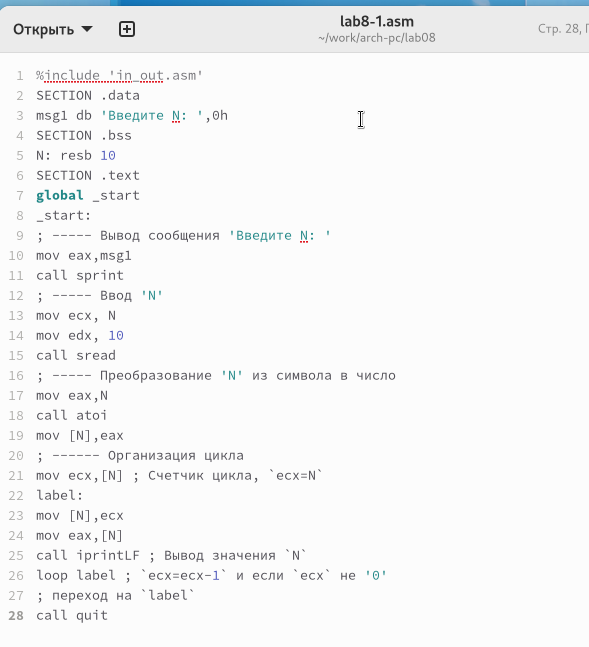 Открыть
lab8-1.asm
~/work/arch-pc/lab08
Стр. 28,
1 %include 'in_out.asm'
2 SECTION .data
3 msg1 db 'Введите N: ',0h
4 SECTION .bss
5 N: resb 10
6 SECTION .text
7 global _start
8 _start:
9 ; ----- Вывод сообщения 'Введите N: '
10 mov eax,msg1
11 call sprint
12 ; ----- Ввод 'N'
13 mov ecx, N
14 mov edx, 10
15 call sread
16 ; ----- Преобразование 'N' из символа в число
17 mov eax,N
18 call atoi
19 mov [N],eax
20 ; ------ Организация цикла
21 mov ecx,[N] ; Счетчик цикла, `ecx=N`
22 label:
23 mov [N],ecx
24 mov eax,[N]
25 call iprintLF ; Вывод значения `N`
26 loop label ; `ecx=ecx-1` и если `ecx` не '0'
27 ; переход на `label`
28 call quit